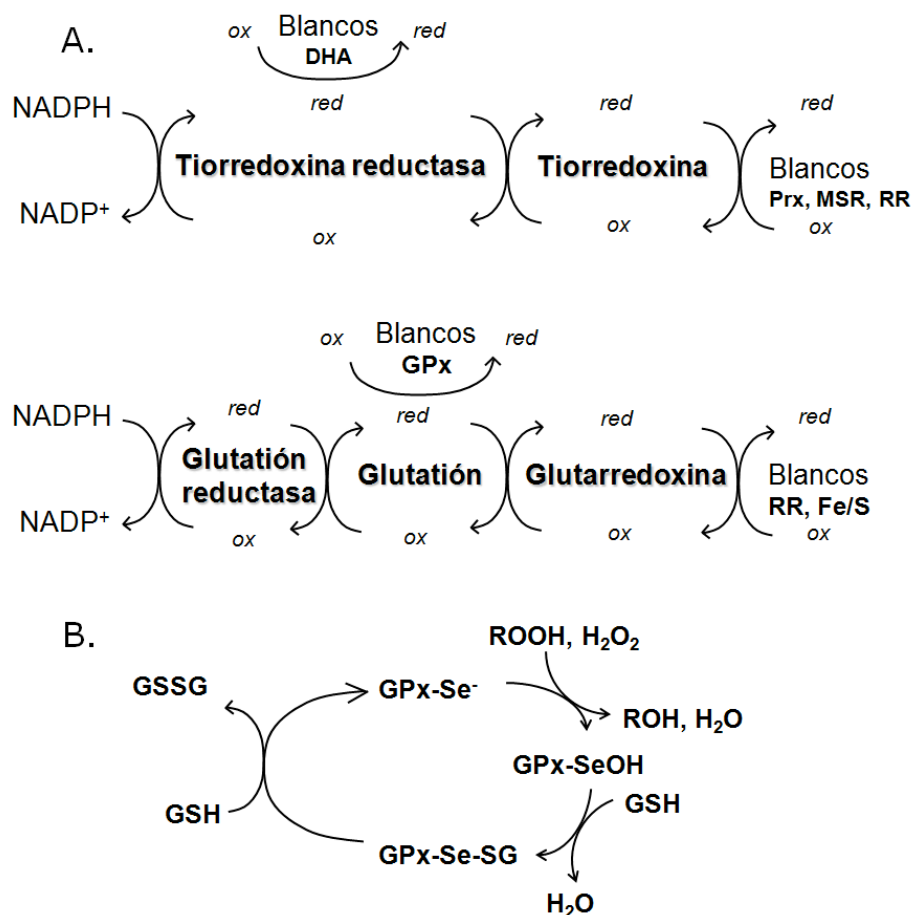 A.
ox Blancos red
DHA
NADPH red red red
Tiorredoxina reductasa Tiorredoxina Blancos
Prx, MSR, RR
NADP⁺ ox ox ox
ox Blancos red
GPx
NADPH red red red red
Glutatión reductasa Glutatión Glutarredoxina Blancos
RR, Fe/S
NADP⁺ ox ox ox ox
B.
ROOH, H₂O₂
GSSG GPx-Se⁻
ROH, H₂O
GPx-SeOH
GSH GSH
GPx-Se-SG
H₂O